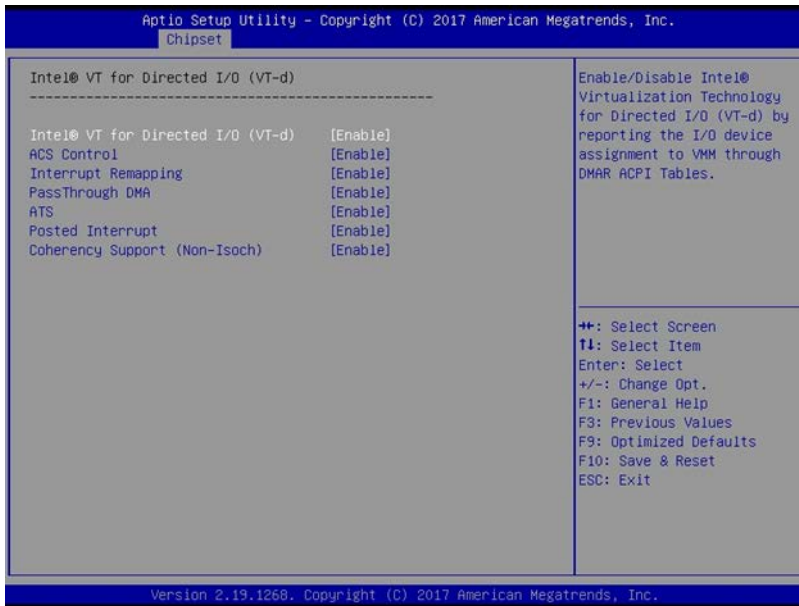 Aptio Setup Utility – Copyright (C) 2017 American Megatrends, Inc.
Chipset
Intel® VT for Directed I/O (VT-d)
--------------------------------------------------
Intel® VT for Directed I/O (VT-d) [Enable]
ACS Control [Enable]
Interrupt Remapping [Enable]
PassThrough DMA [Enable]
ATS [Enable]
Posted Interrupt [Enable]
Coherency Support (Non-Isoch) [Enable]
Enable/Disable Intel®
Virtualization Technology
for Directed I/O (VT-d) by
reporting the I/O device
assignment to VMM through
DMAR ACPI Tables.
→←: Select Screen
↑↓: Select Item
Enter: Select
+/-: Change Opt.
F1: General Help
F3: Previous Values
F9: Optimized Defaults
F10: Save & Reset
ESC: Exit
Version 2.19.1268. Copyright (C) 2017 American Megatrends, Inc.